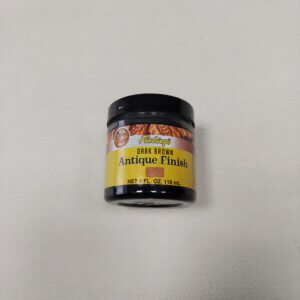 Fiebing's
DARK BROWN
Antique Finish
NET 4 FL. OZ. 118 mL